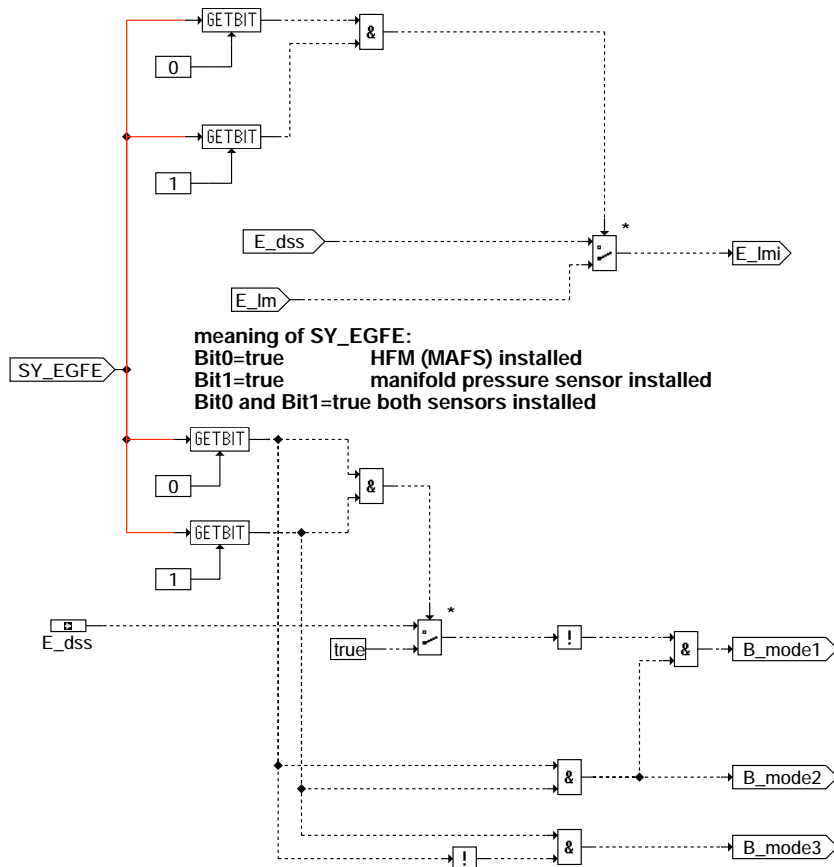 GETBIT
&
0
GETBIT
1
*
E_dss
E_lmi
E_lm
meaning of SY_EGFE:
Bit0=true HFM (MAFS) installed
SY_EGFE
Bit1=true manifold pressure sensor installed
Bit0 and Bit1=true both sensors installed
GETBIT
0
&
GETBIT
1
*
E_dss
true
!
&
B_mode1
&
B_mode2
!
&
B_mode3